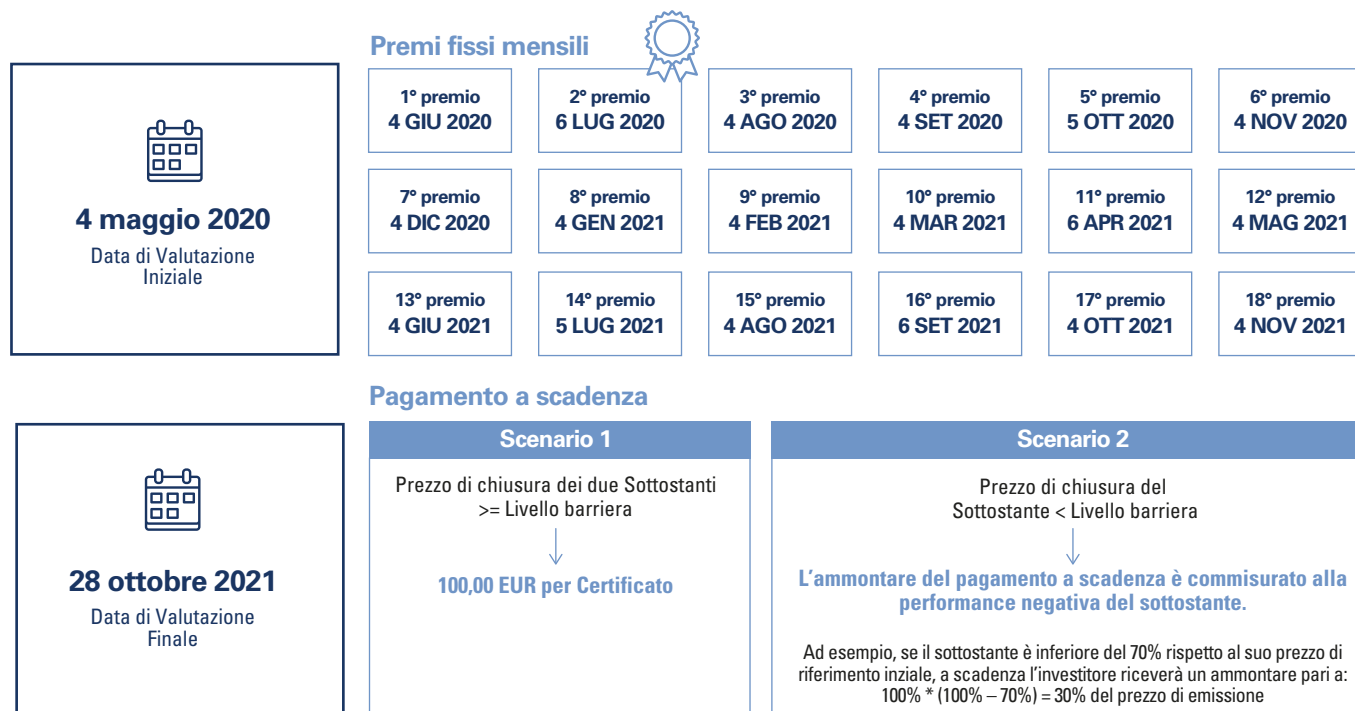 Premi fissi mensili
4 maggio 2020
Data di Valutazione
Iniziale
1° premio
4 GIU 2020
2° premio
6 LUG 2020
3° premio
4 AGO 2020
4° premio
4 SET 2020
5° premio
5 OTT 2020
6° premio
4 NOV 2020
7° premio
4 DIC 2020
8° premio
4 GEN 2021
9° premio
4 FEB 2021
10° premio
4 MAR 2021
11° premio
6 APR 2021
12° premio
4 MAG 2021
13° premio
4 GIU 2021
14° premio
5 LUG 2021
15° premio
4 AGO 2021
16° premio
6 SET 2021
17° premio
4 OTT 2021
18° premio
4 NOV 2021
Pagamento a scadenza
28 ottobre 2021
Data di Valutazione
Finale
Scenario 1
Prezzo di chiusura dei due Sottostanti
>= Livello barriera
100,00 EUR per Certificato
Scenario 2
Prezzo di chiusura del
Sottostante < Livello barriera
L'ammontare del pagamento a scadenza è commisurato alla
performance negativa del sottostante.
Ad esempio, se il sottostante è inferiore del 70% rispetto al suo prezzo di
riferimento inziale, a scadenza l'investitore riceverà un ammontare pari a:
100% * (100% – 70%) = 30% del prezzo di emissione